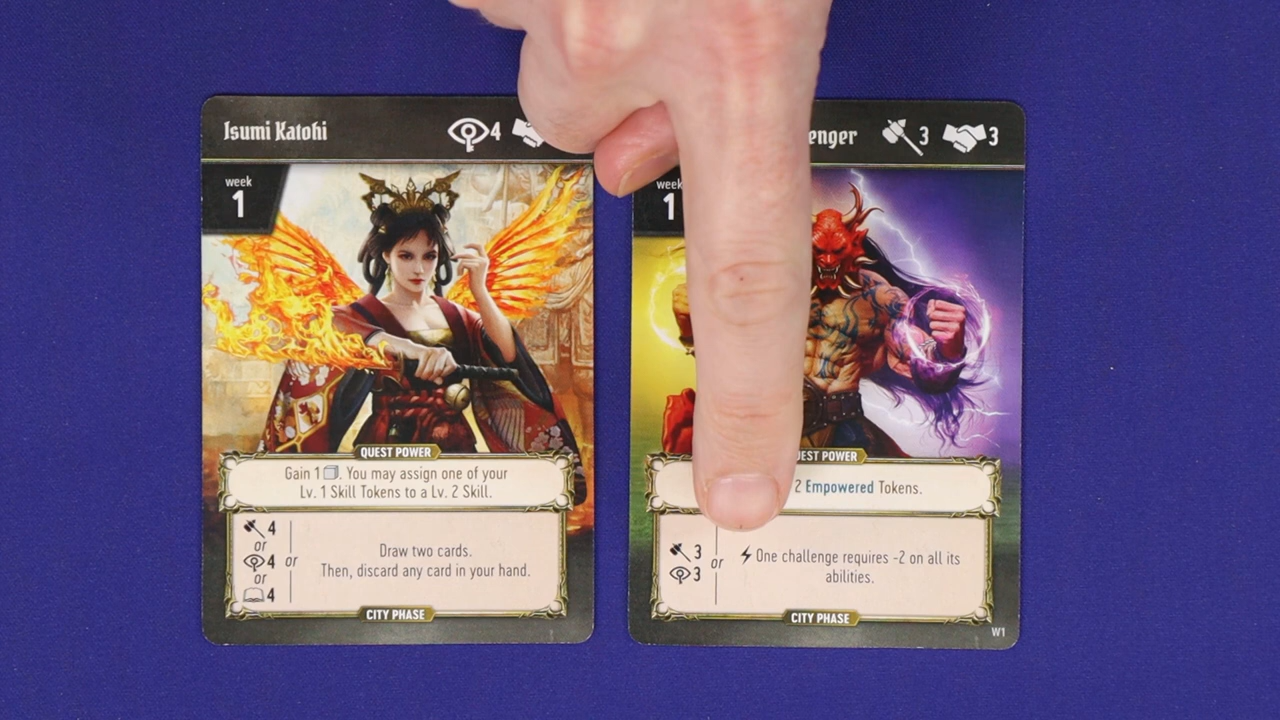 Isumi Katohi 4
week
1
QUEST POWER
Gain 1. You may assign one of your
Lv. 1 Skill Tokens to a Lv. 2 Skill.
4
or
4 or
or
4
Draw two cards.
Then, discard any card in your hand.
CITY PHASE
3 3
week
1
POWER
2 Empowered Tokens.
3
3
or
One challenge requires -2 on all its
abilities.
CITY PHASE
W1